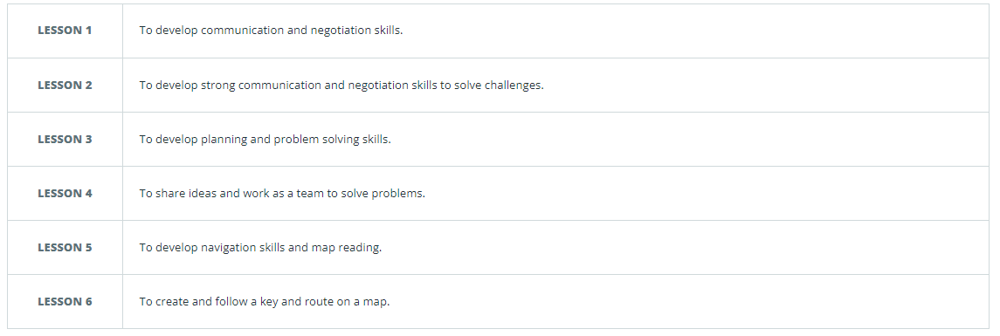 LESSON 1 To develop communication and negotiation skills.
LESSON 2 To develop strong communication and negotiation skills to solve challenges.
LESSON 3 To develop planning and problem solving skills.
LESSON 4 To share ideas and work as a team to solve problems.
LESSON 5 To develop navigation skills and map reading.
LESSON 6 To create and follow a key and route on a map.